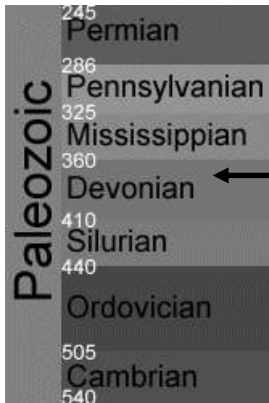 245
Permian
286
Pennsylvanian
325
Mississippian
360
Devonian
410
Silurian
440
Ordovician
505
Cambrian
540
Paleozoic